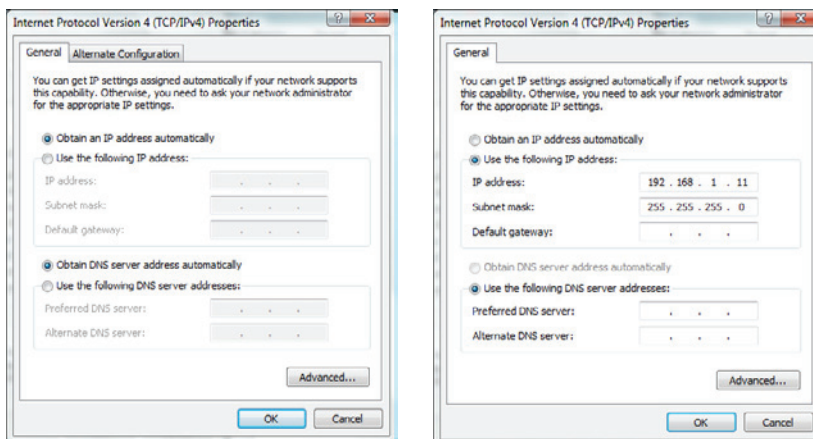 Internet Protocol Version 4 (TCP/IPv4) Properties
General
Alternate Configuration
You can get IP settings assigned automatically if your network supports
this capability. Otherwise, you need to ask your network administrator
for the appropriate IP settings.
Obtain an IP address automatically
Use the following IP address:
IP address:
Subnet mask:
Default gateway:
Obtain DNS server address automatically
Use the following DNS server addresses:
Preferred DNS server:
Alternate DNS server:
Advanced...
OK
Cancel
Internet Protocol Version 4 (TCP/IPv4) Properties
General
You can get IP settings assigned automatically if your network supports
this capability. Otherwise, you need to ask your network administrator
for the appropriate IP settings.
Obtain an IP address automatically
Use the following IP address:
IP address: 192 . 168 . 1 . 11
Subnet mask: 255 . 255 . 255 . 0
Default gateway:
Obtain DNS server address automatically
Use the following DNS server addresses:
Preferred DNS server:
Alternate DNS server:
Advanced...
OK
Cancel